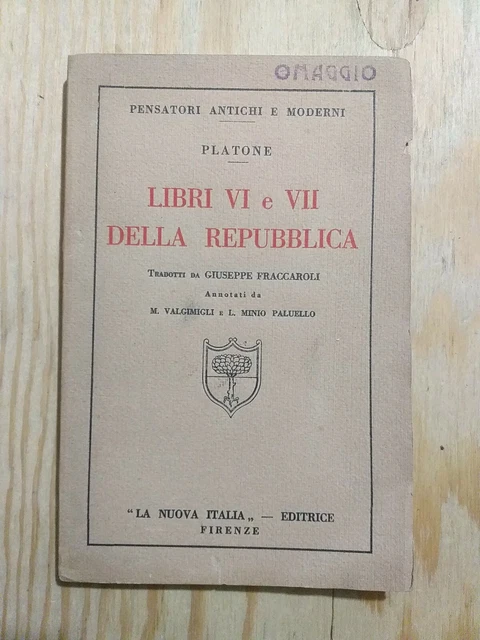 OMAGGIO
PENSATORI ANTICHI E MODERNI
PLATONE
LIBRI VI e VII
DELLA REPUBBLICA
TRADOTTI DA GIUSEPPE FRACCAROLI
Annotati da
M. VALGIMIGLI E L. MINIO PALUELLO
"LA NUOVA ITALIA„ — EDITRICE
FIRENZE